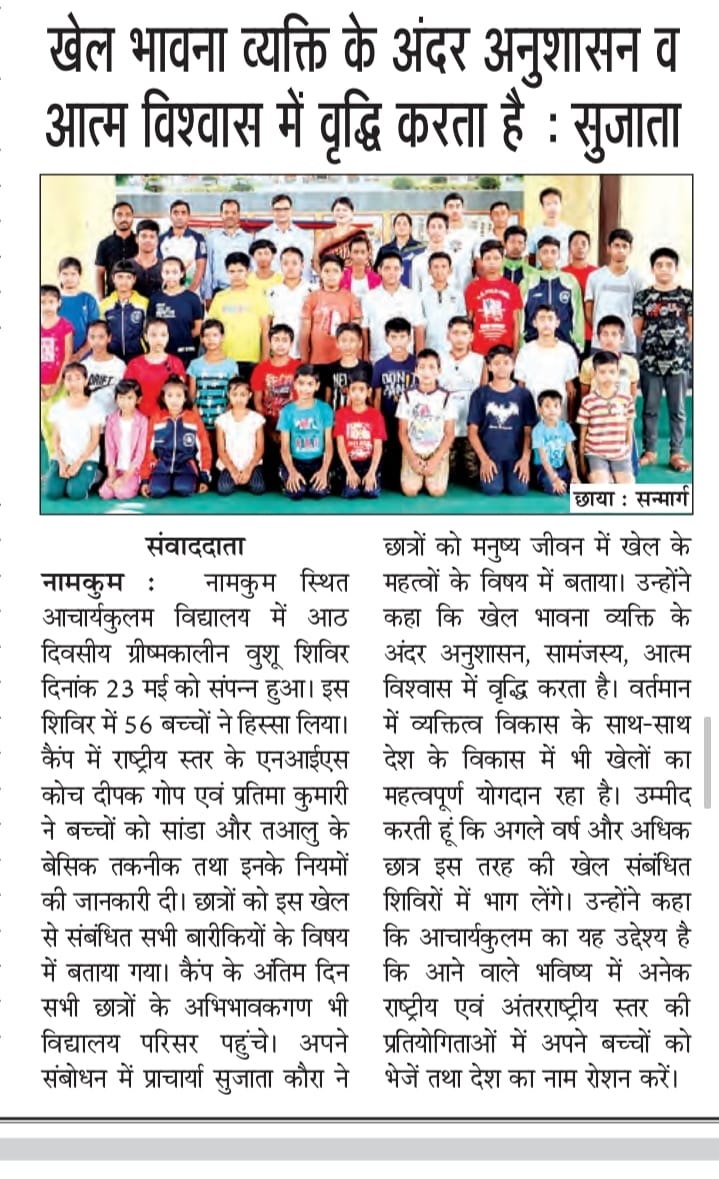 खेल भावना व्यक्ति के अंदर अनुशासन व
आत्म विश्वास में वृद्धि करता है : सुजाता
छाया : सन्मार्ग
संवाददाता
नामकुम : नामकुम स्थित
आचार्यकुलम विद्यालय में आठ
दिवसीय ग्रीष्मकालीन वुशू शिविर
दिनांक 23 मई को संपन्न हुआ। इस
शिविर में 56 बच्चों ने हिस्सा लिया।
कैंप में राष्ट्रीय स्तर के एनआईएस
कोच दीपक गोप एवं प्रतिमा कुमारी
ने बच्चों को सांडा और तआलु के
बेसिक तकनीक तथा इनके नियमों
की जानकारी दी। छात्रों को इस खेल
से संबंधित सभी बारीकियों के विषय
में बताया गया। कैंप के अंतिम दिन
सभी छात्रों के अभिभावकगण भी
विद्यालय परिसर पहुंचे। अपने
संबोधन में प्राचार्या सुजाता कौरा ने
छात्रों को मनुष्य जीवन में खेल के
महत्वों के विषय में बताया। उन्होंने
कहा कि खेल भावना व्यक्ति के
अंदर अनुशासन, सामंजस्य, आत्म
विश्वास में वृद्धि करता है। वर्तमान
में व्यक्तित्व विकास के साथ-साथ
देश के विकास में भी खेलों का
महत्वपूर्ण योगदान रहा है। उम्मीद
करती हूं कि अगले वर्ष और अधिक
छात्र इस तरह की खेल संबंधित
शिविरों में भाग लेंगे। उन्होंने कहा
कि आचार्यकुलम का यह उद्देश्य है
कि आने वाले भविष्य में अनेक
राष्ट्रीय एवं अंतरराष्ट्रीय स्तर की
प्रतियोगिताओं में अपने बच्चों को
भेजें तथा देश का नाम रोशन करें।